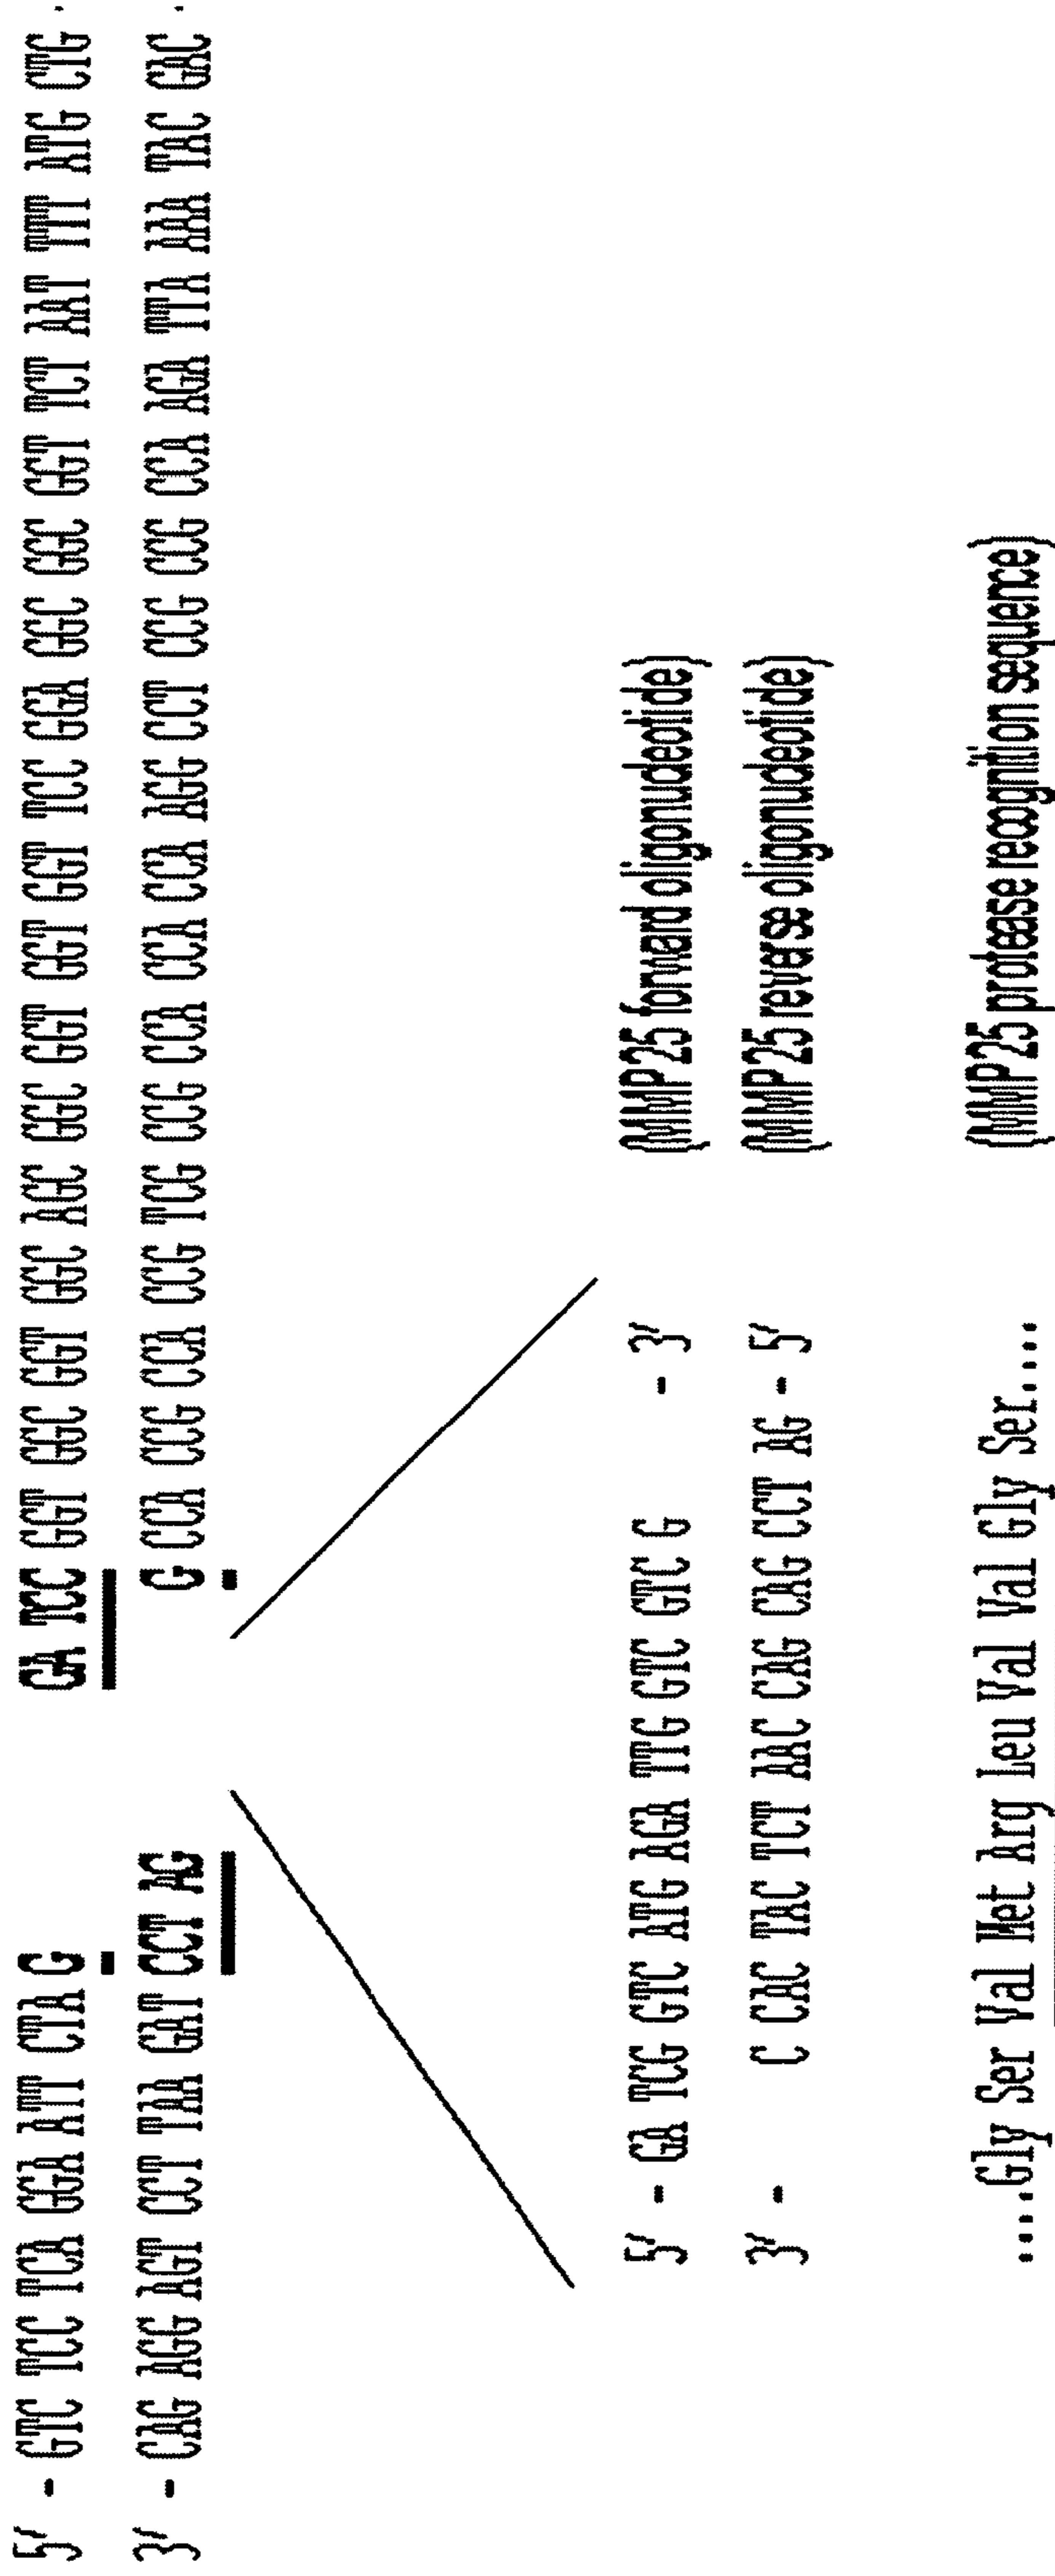 5' - GTC TCC TCA GGA ATT CTA G GA TCC GGT GGC GGT GGC AGC GGC GGT GGT GGT TCC GGA GGC GGC GGT TCT AAT TTT ATG CTG .
3' - CAG AGG AGT CCT TAA GAT CCT AG G CCA CCG CCA CCG TCG CCG CCA CCA CCA AGG CCT CCG CCG CCA AGA TTA AAA TAC GAC .
5' - GA TCG GTC ATG AGA TTG GTC GTC G - 3' (MMP25 forward oligonucleotide)
3' - C CAC TAC TCT AAC CAG CAG CCT AG - 5' (MMP25 reverse oligonucleotide)
....Gly Ser Val Met Arg Leu Val Val Gly Ser.... (MMP25 protease recognition sequence)